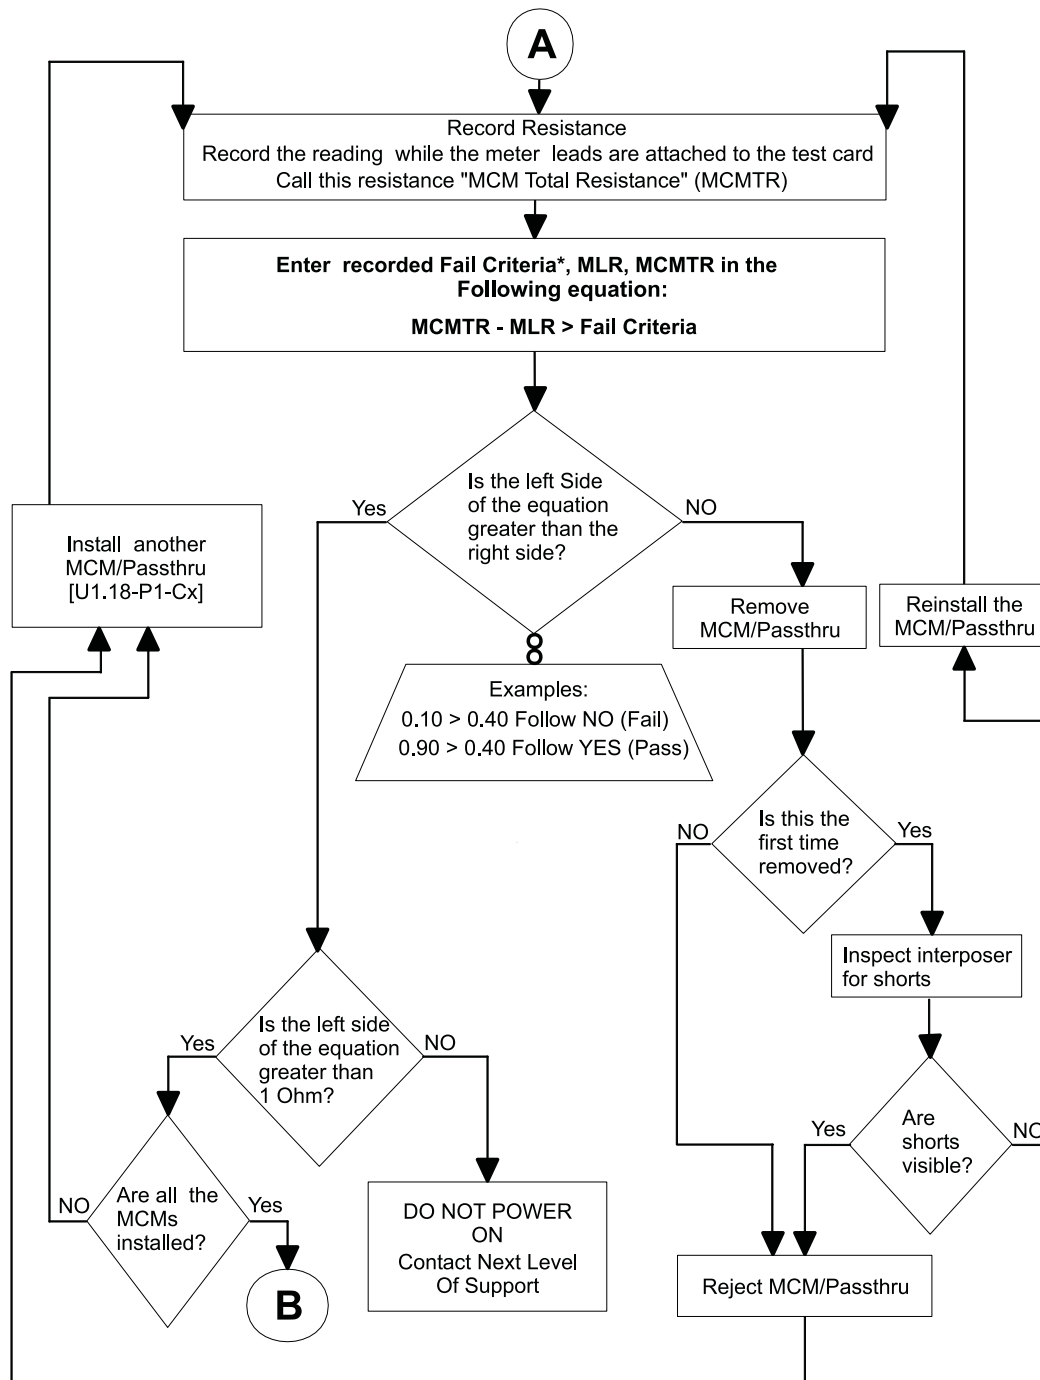 A
Record Resistance
Record the reading while the meter leads are attached to the test card
Call this resistance "MCM Total Resistance" (MCMTR)
Enter recorded Fail Criteria*, MLR, MCMTR in the
Following equation:
MCMTR - MLR > Fail Criteria
Is the left Side
of the equation
greater than the
right side?
Yes
NO
Install another
MCM/Passthru
[U1.18-P1-Cx]
Remove
MCM/Passthru
Reinstall the
MCM/Passthru
Examples:
0.10 > 0.40 Follow NO (Fail)
0.90 > 0.40 Follow YES (Pass)
Is this the
first time
removed?
NO
Yes
Inspect interposer
for shorts
Is the left side
of the equation
greater than
1 Ohm?
Yes
NO
Are
shorts
visible?
Yes
NO
Are all the
MCMs
installed?
NO
Yes
DO NOT POWER
ON
Contact Next Level
Of Support
Reject MCM/Passthru
B